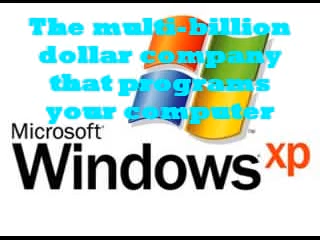 The multi-billion
dollar company
that programs
your computer
Microsoft®
Windows xp